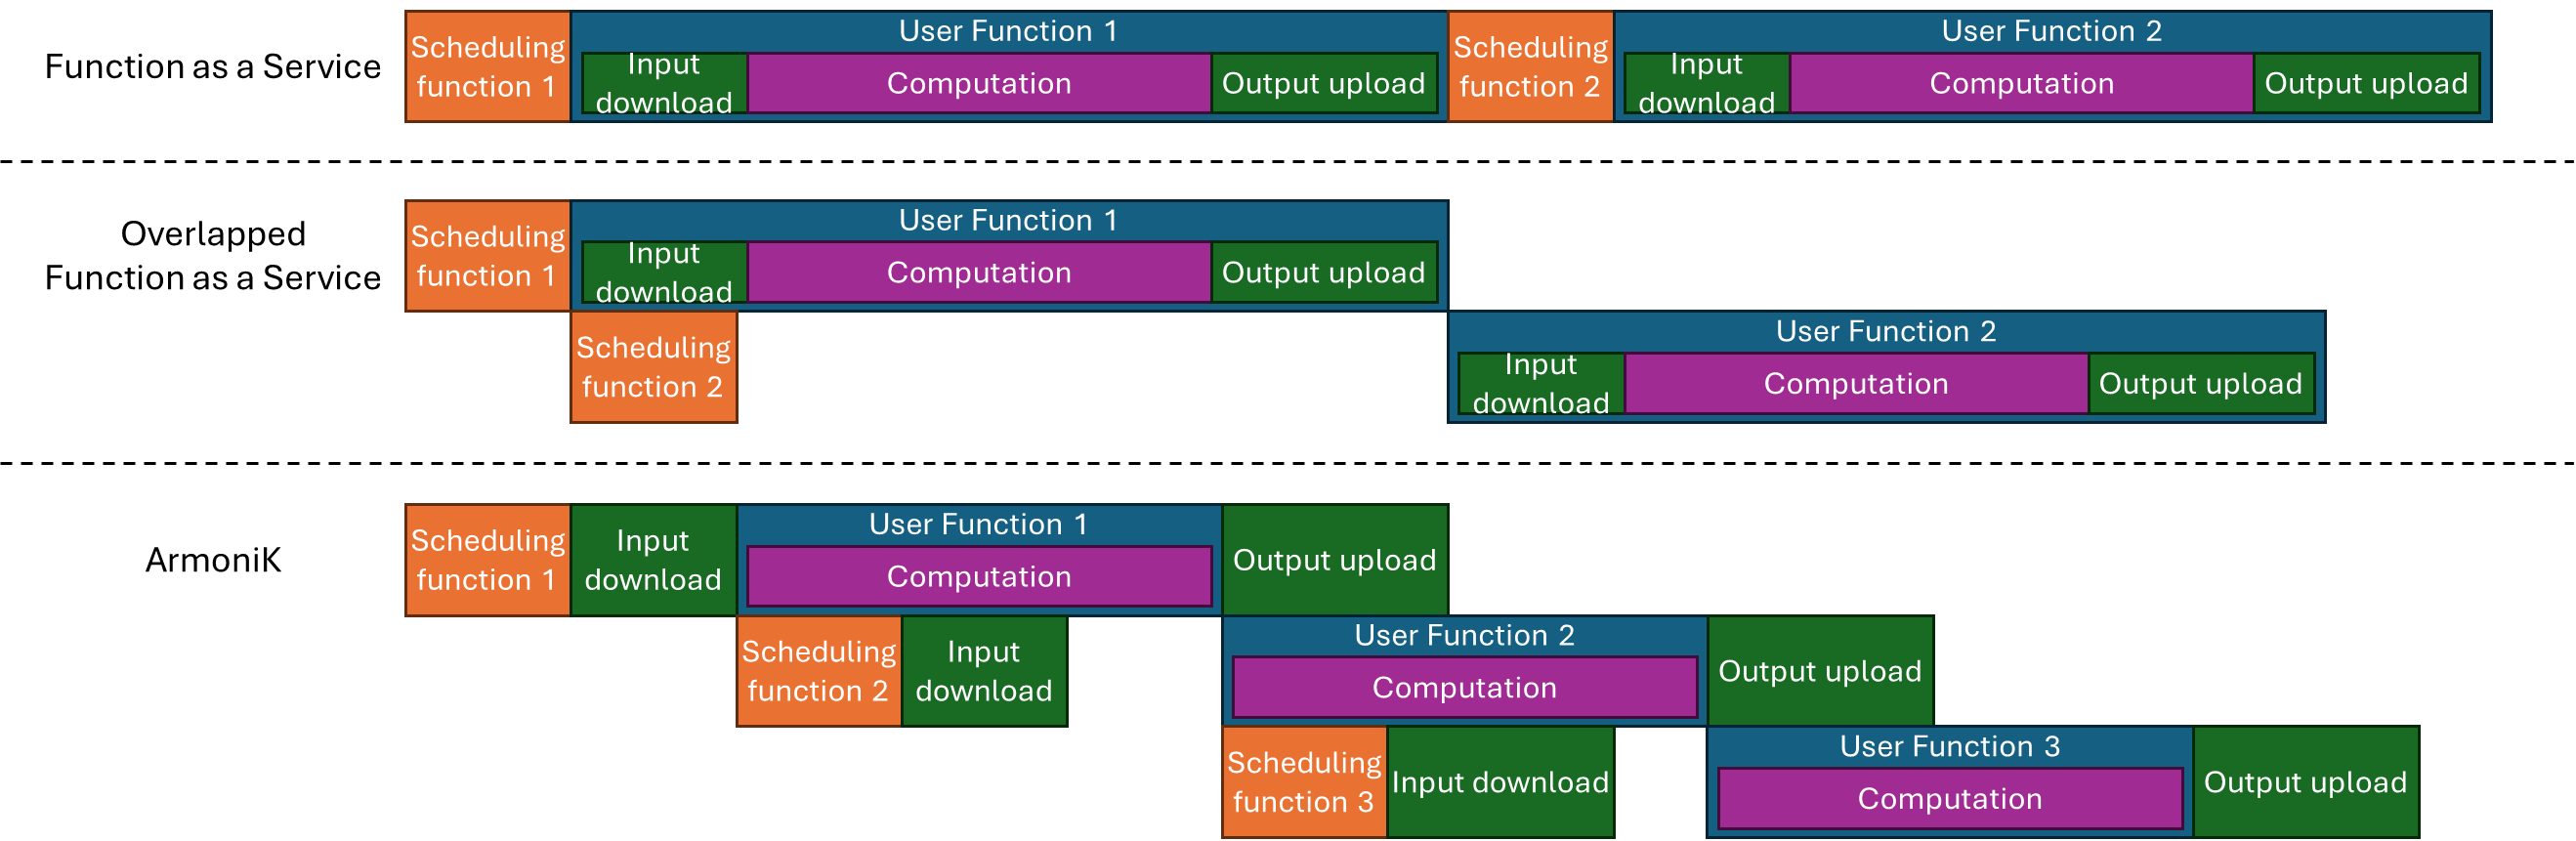 Function as a Service
Scheduling
function 1
User Function 1
Input
download
Computation
Output upload
Scheduling
function 2
User Function 2
Input
download
Computation
Output upload
Overlapped
Function as a Service
Scheduling
function 1
User Function 1
Input
download
Computation
Output upload
Scheduling
function 2
User Function 2
Input
download
Computation
Output upload
ArmoniK
Scheduling
function 1
Input
download
User Function 1
Computation
Output upload
Scheduling
function 2
Input
download
User Function 2
Computation
Output upload
Scheduling
function 3
Input download
User Function 3
Computation
Output upload